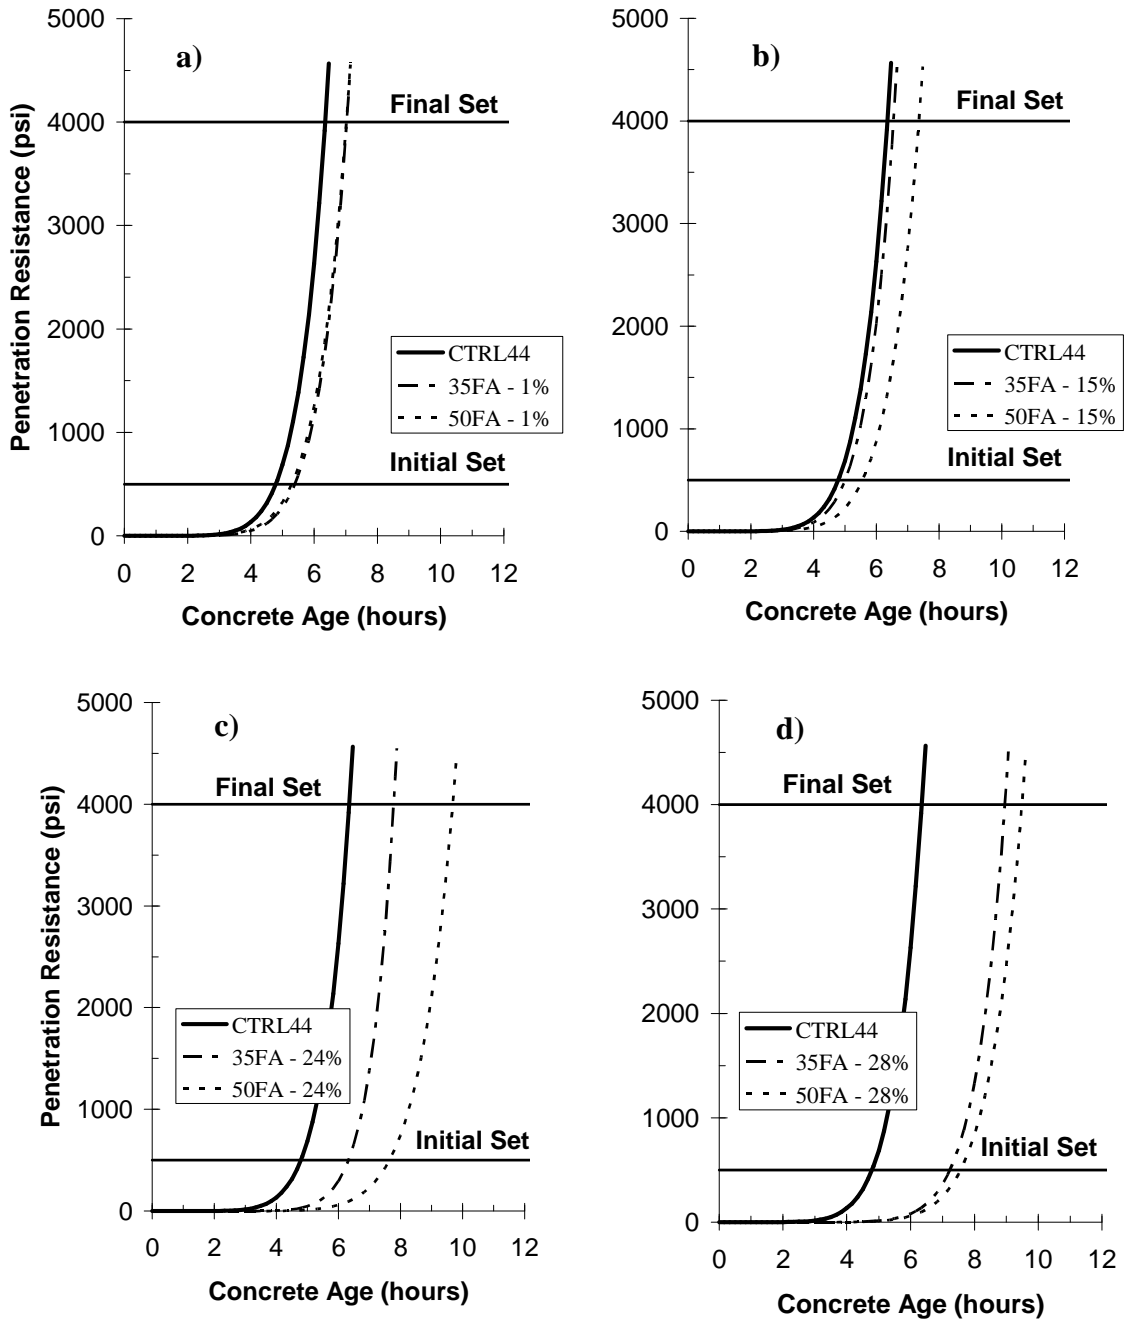 a)
5000
4000
3000
2000
1000
0
Penetration Resistance (psi)
Final Set
CTRL44
35FA - 1%
50FA - 1%
Initial Set
0 2 4 6 8 10 12
Concrete Age (hours)
b)
5000
4000
3000
2000
1000
0
Final Set
CTRL44
35FA - 15%
50FA - 15%
Initial Set
0 2 4 6 8 10 12
Concrete Age (hours)
c)
5000
4000
3000
2000
1000
0
Penetration Resistance (psi)
Final Set
CTRL44
35FA - 24%
50FA - 24%
Initial Set
0 2 4 6 8 10 12
Concrete Age (hours)
d)
5000
4000
3000
2000
1000
0
Final Set
CTRL44
35FA - 28%
50FA - 28%
Initial Set
0 2 4 6 8 10 12
Concrete Age (hours)